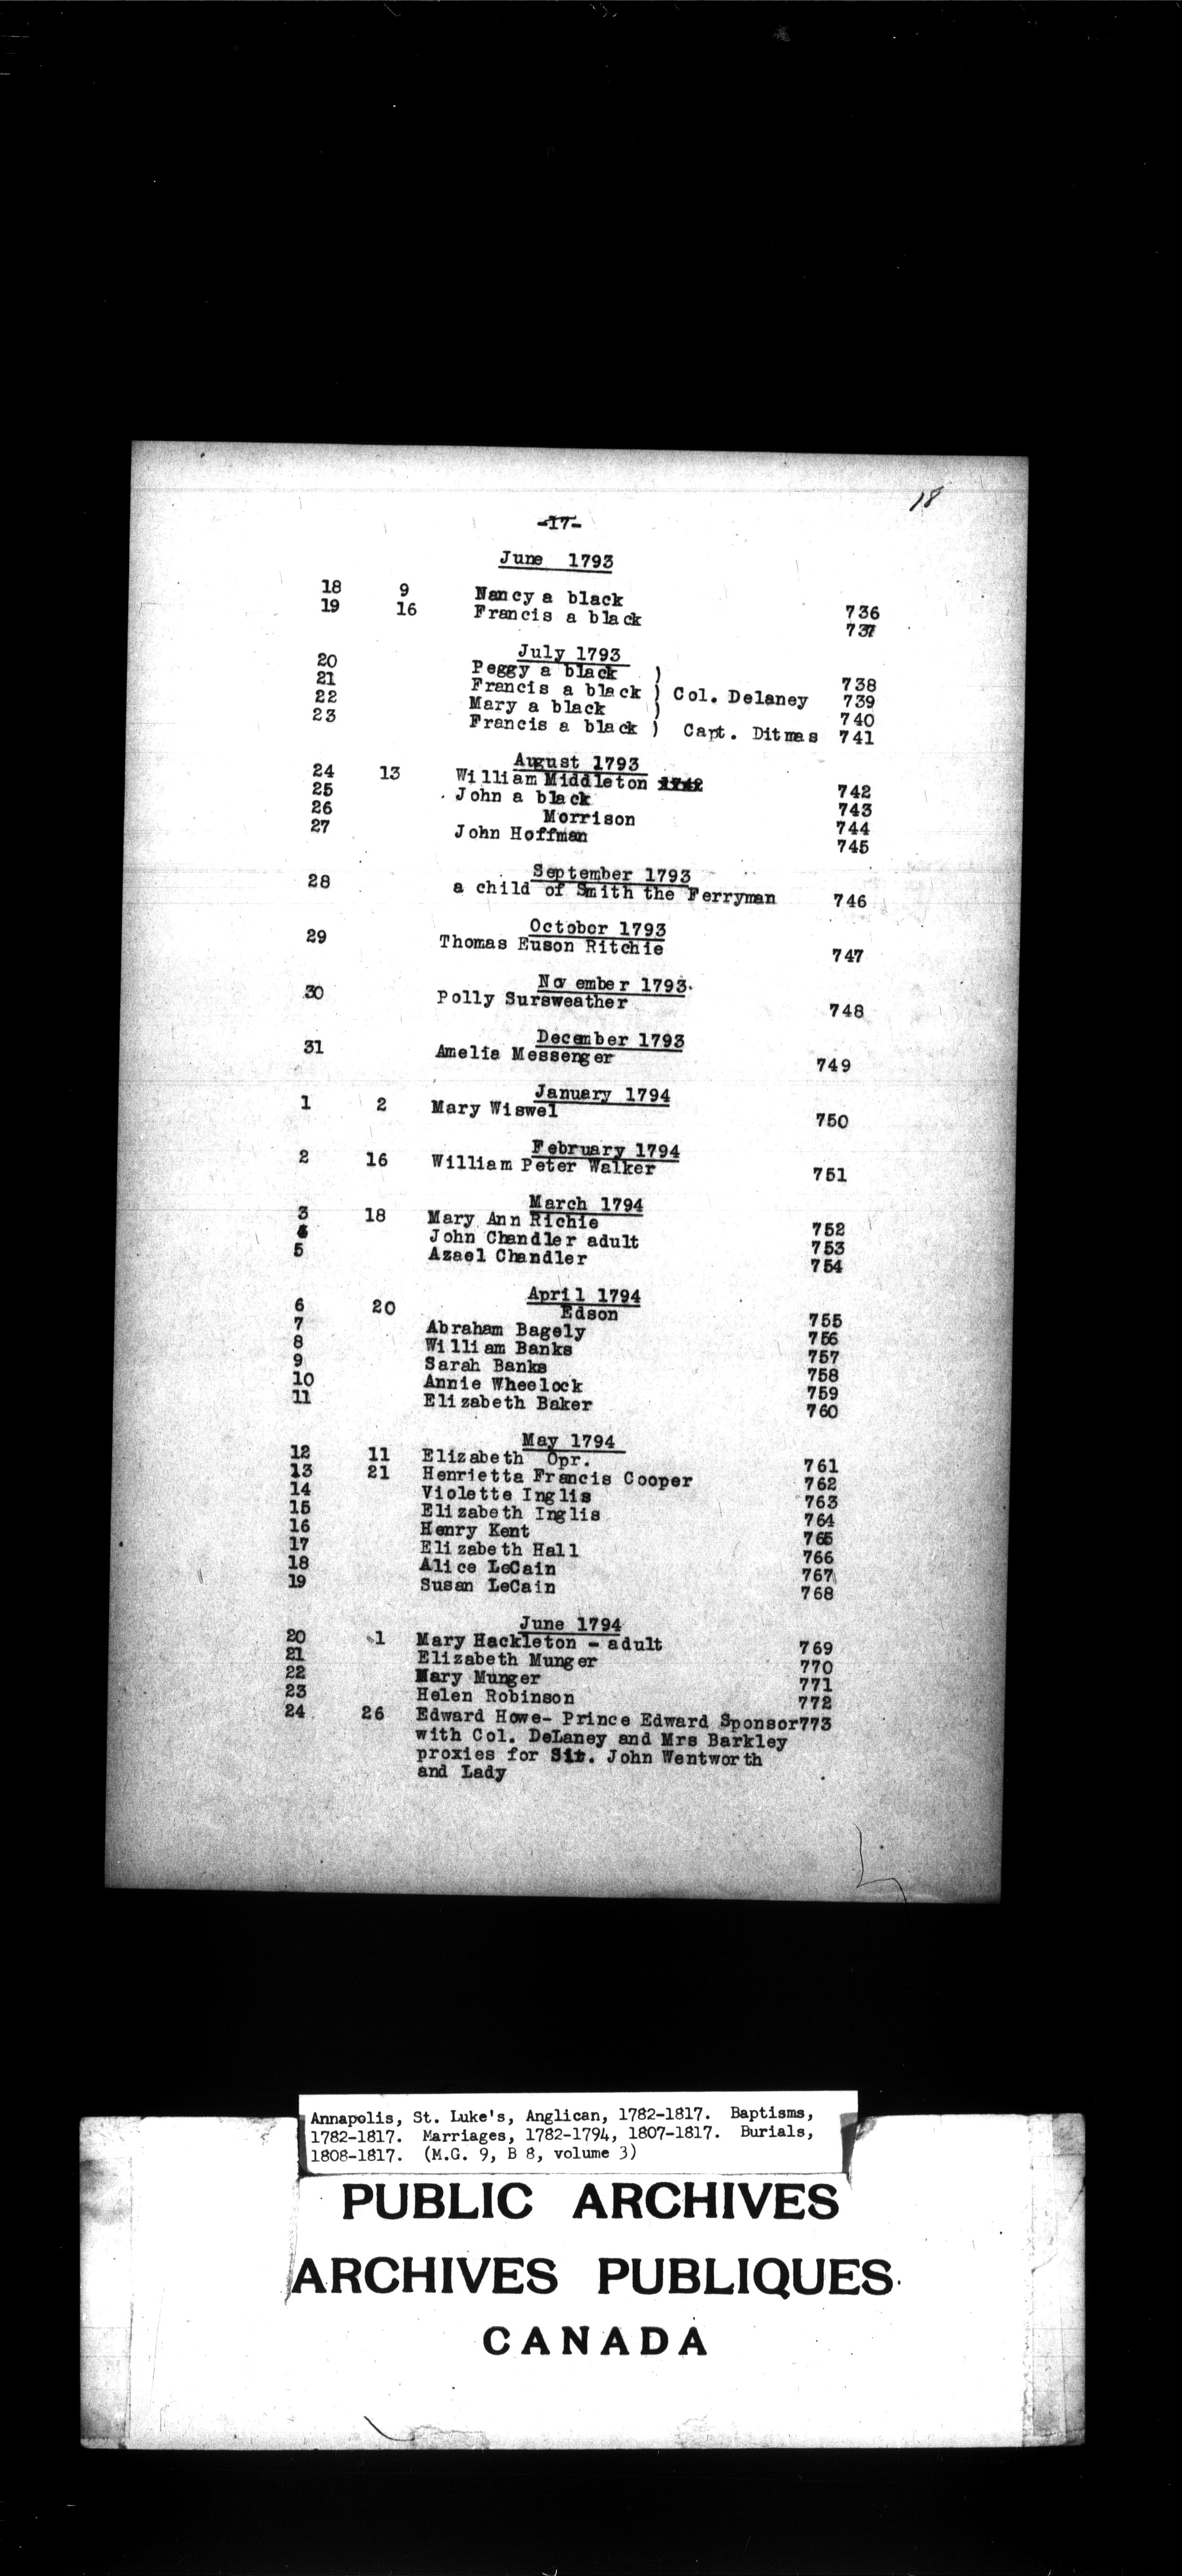 18
-17-
June 1793
18 9 Nancy a black 736
19 16 Francis a black 737
July 1793
20 Peggy a black ) 738
21 Francis a black ) Col. Delaney 739
22 Mary a black ) 740
23 Francis a black ) Capt. Ditmas 741
August 1793
24 13 William Middleton 742
25 John a black 743
26 Morrison 744
27 John Hoffman 745
September 1793
28 a child of Smith the Ferryman 746
October 1793
29 Thomas Euson Ritchie 747
November 1793.
30 Polly Sursweather 748
December 1793
31 Amelia Messenger 749
January 1794
1 2 Mary Wiswel 750
February 1794
2 16 William Peter Walker 751
March 1794
3 18 Mary Ann Richie 752
John Chandler adult 753
5 Azael Chandler 754
April 1794
6 20 Edson 755
7 Abraham Bagely 756
8 William Banks 757
9 Sarah Banks 758
10 Annie Wheelock 759
11 Elizabeth Baker 760
May 1794
12 11 Elizabeth Opr. 761
13 21 Henrietta Francis Cooper 762
14 Violette Inglis 763
15 Elizabeth Inglis 764
16 Henry Kent 765
17 Elizabeth Hall 766
18 Alice LeCain 767
19 Susan LeCain 768
June 1794
20 1 Mary Hackleton - adult 769
21 Elizabeth Munger 770
22 Mary Munger 771
23 Helen Robinson 772
24 26 Edward Howe- Prince Edward Sponsor 773
with Col. DeLaney and Mrs Barkley
proxies for Sir. John Wentworth
and Lady
Annapolis, St. Luke's, Anglican, 1782-1817. Baptisms,
1782-1817. Marriages, 1782-1794, 1807-1817. Burials,
1808-1817. (M.G. 9, B 8, volume 3)
PUBLIC ARCHIVES
ARCHIVES PUBLIQUES
CANADA